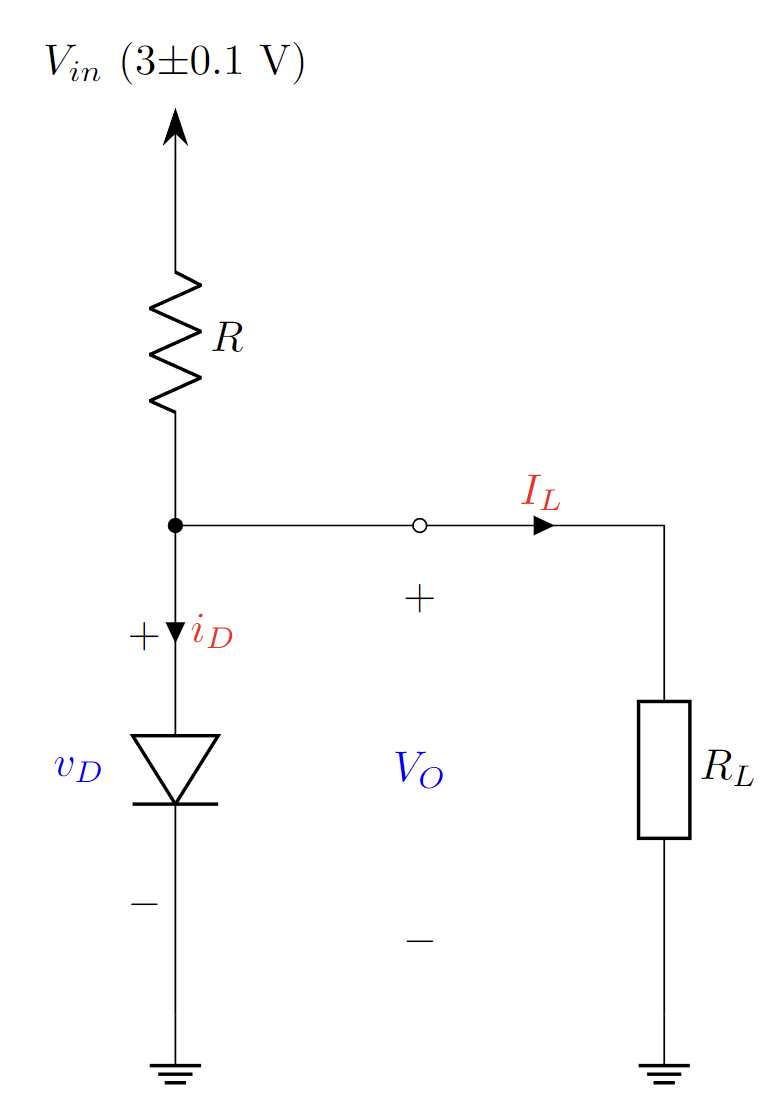 V_in (3±0.1 V)
R
I_L
+
+ i_D
v_D
V_O
R_L
−
−